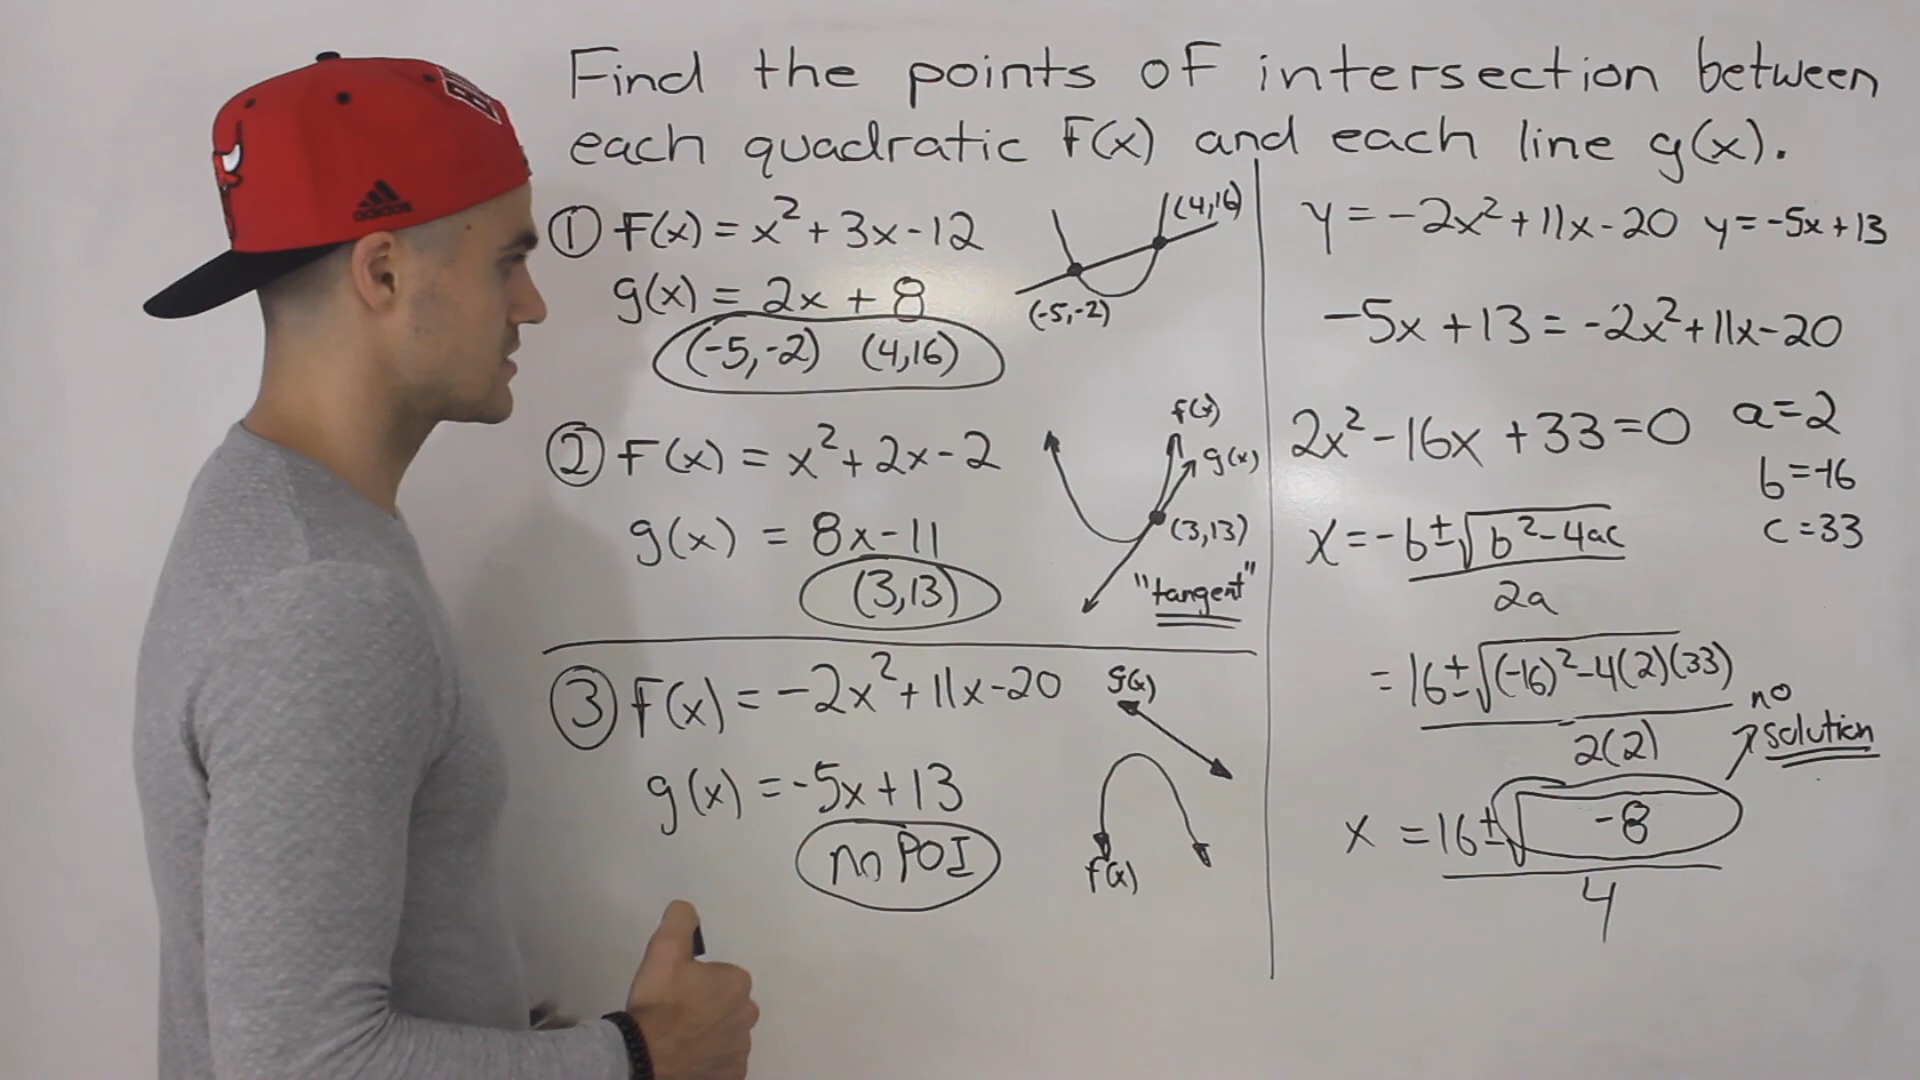 Find the points of intersection between
each quadratic f(x) and each line g(x).
① f(x) = x² + 3x - 12
g(x) = 2x + 8
(-5,-2) (4,16)
(4,16)
(-5,-2)
② f(x) = x² + 2x - 2
g(x) = 8x - 11
(3,13)
f(x)
g(x)
(3,13)
"tangent"
③ f(x) = -2x² + 11x - 20
g(x) = -5x + 13
no POI
g(x)
f(x)
y = -2x² + 11x - 20 y = -5x + 13
-5x + 13 = -2x² + 11x - 20
2x² - 16x + 33 = 0
a = 2
b = -16
c = 33
x = -b ± √(b² - 4ac)
2a
= 16 ± √((-16)² - 4(2)(33))
2(2)
no
solution
x = 16 ± √(-8)
4
adidas